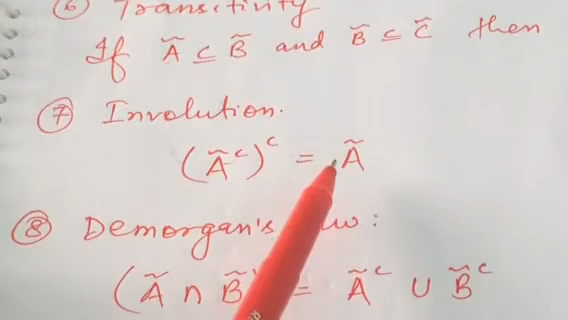 ⑥ Transitivity
If Ã ⊆ B̃ and B̃ ⊆ C̃ then
⑦ Involution.
(Ãᶜ)ᶜ = Ã
⑧ Demorgan's
(Ã ∩ B̃ = Ãᶜ ∪ B̃ᶜ